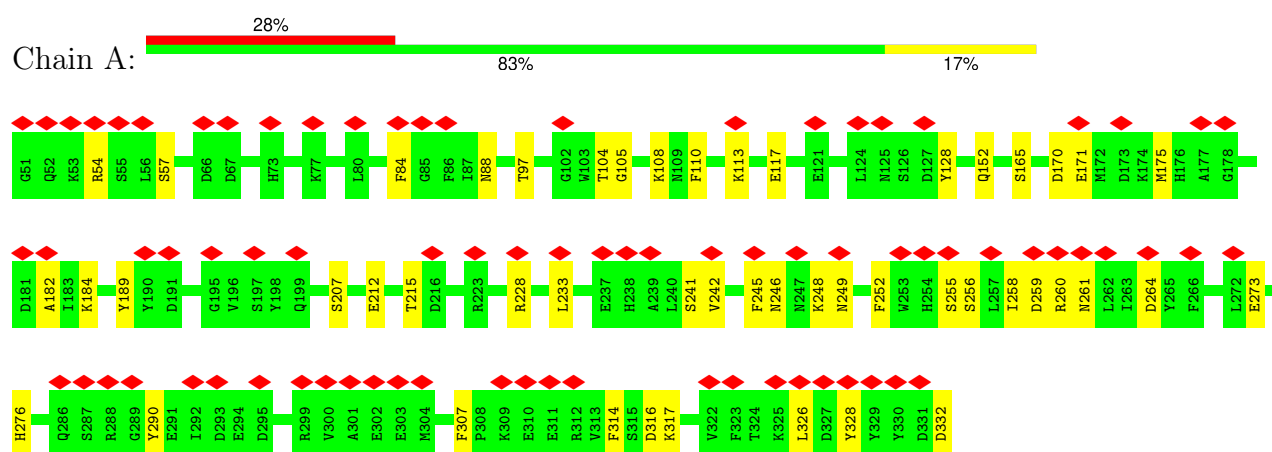 28%
Chain A:
83% 17%
G51 Q52 K53 R54 S55 L56 S57 D66 D67 H73 K77 L80 F84 G85 F86 I87 N88 T97 G102 W103 T104 G105 K108 N109 F110 K113 E117 E121 L124 N125 S126 D127 Y128 Q152 S165 D170 E171 M172 D173 K174 M175 H176 A177 G178
D181 A182 I183 K184 Y189 Y190 D191 G195 V196 S197 Y198 Q199 S207 E212 T215 D216 R223 R228 L233 E237 H238 A239 L240 S241 V242 F245 N246 N247 K248 N249 F252 W253 H254 S255 S256 L257 I258 D259 R260 N261 L262 I263 D264 Y265 F266 L272 E273
H276 Q286 S287 R288 G289 Y290 E291 I292 D293 E294 D295 R299 V300 A301 E302 E303 M304 F307 P308 K309 E310 E311 R312 V313 F314 S315 D316 K317 V322 F323 T324 K325 L326 D327 Y328 Y329 Y330 D331 D332